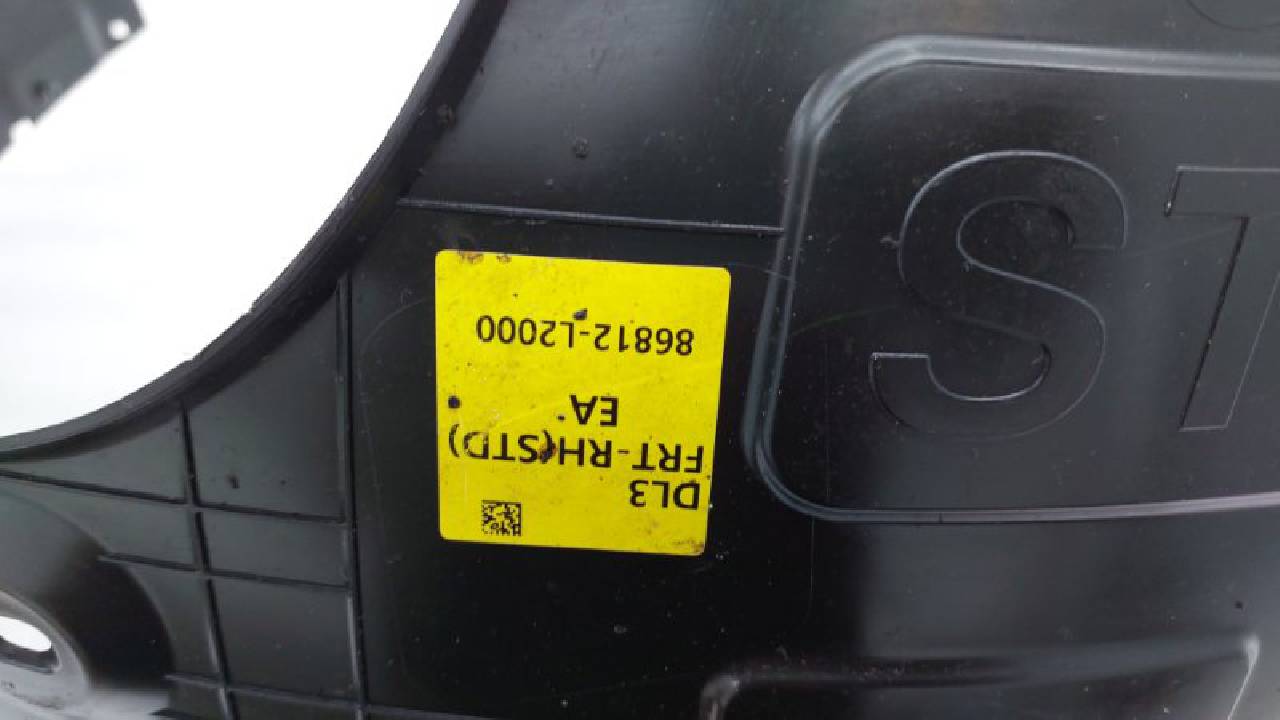 DL3
FRT-RH(STD)
EA
86812-L2000
ST